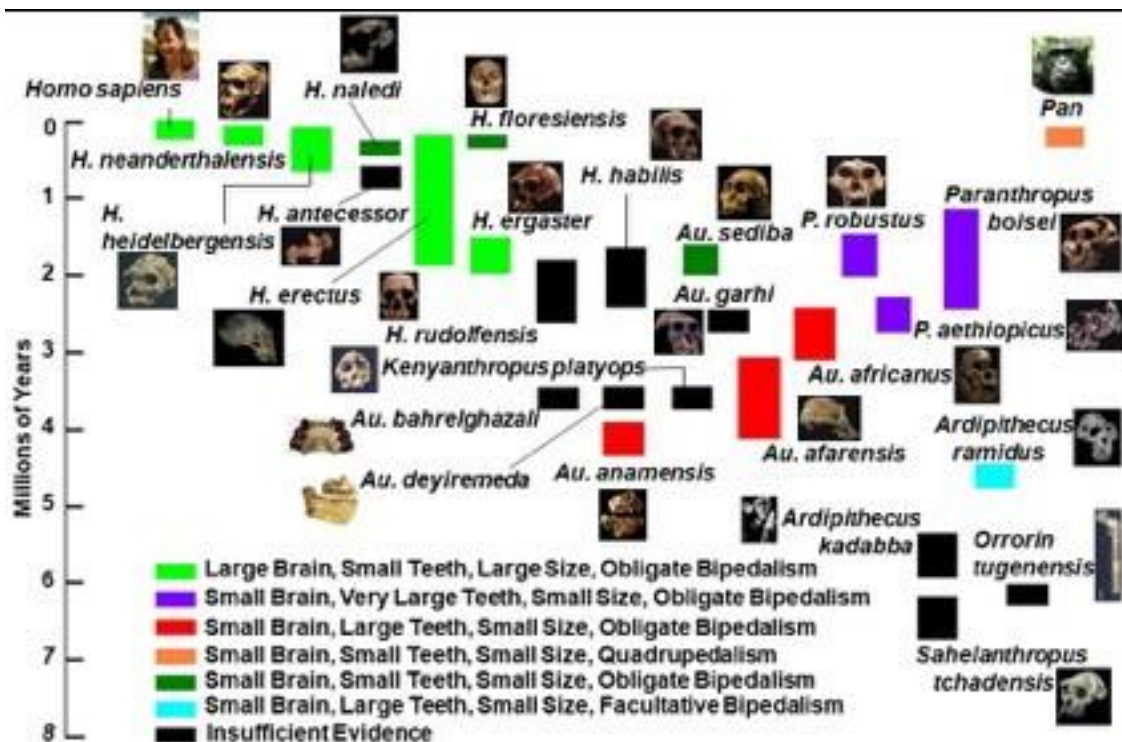 Homo sapiens
H. naledi
H. floresiensis
Pan
0
H. neanderthalensis
H. habilis
1
H.
heidelbergensis
H. antecessor
H. ergaster
Au. sediba
P. robustus
Paranthropus
boisei
2
H. erectus
Au. garhi
H. rudolfensis
P. aethiopicus
3
Kenyanthropus platyops
Au. africanus
Au. bahrelghazali
4
Au. deyiremeda
Au. anamensis
Au. afarensis
Ardipithecus
ramidus
5
Ardipithecus
kadabba
Orrorin
tugenensis
6
7
Sahelanthropus
tchadensis
8
Millions of Years
Large Brain, Small Teeth, Large Size, Obligate Bipedalism
Small Brain, Very Large Teeth, Small Size, Obligate Bipedalism
Small Brain, Large Teeth, Small Size, Obligate Bipedalism
Small Brain, Small Teeth, Small Size, Quadrupedalism
Small Brain, Small Teeth, Small Size, Obligate Bipedalism
Small Brain, Large Teeth, Small Size, Facultative Bipedalism
Insufficient Evidence